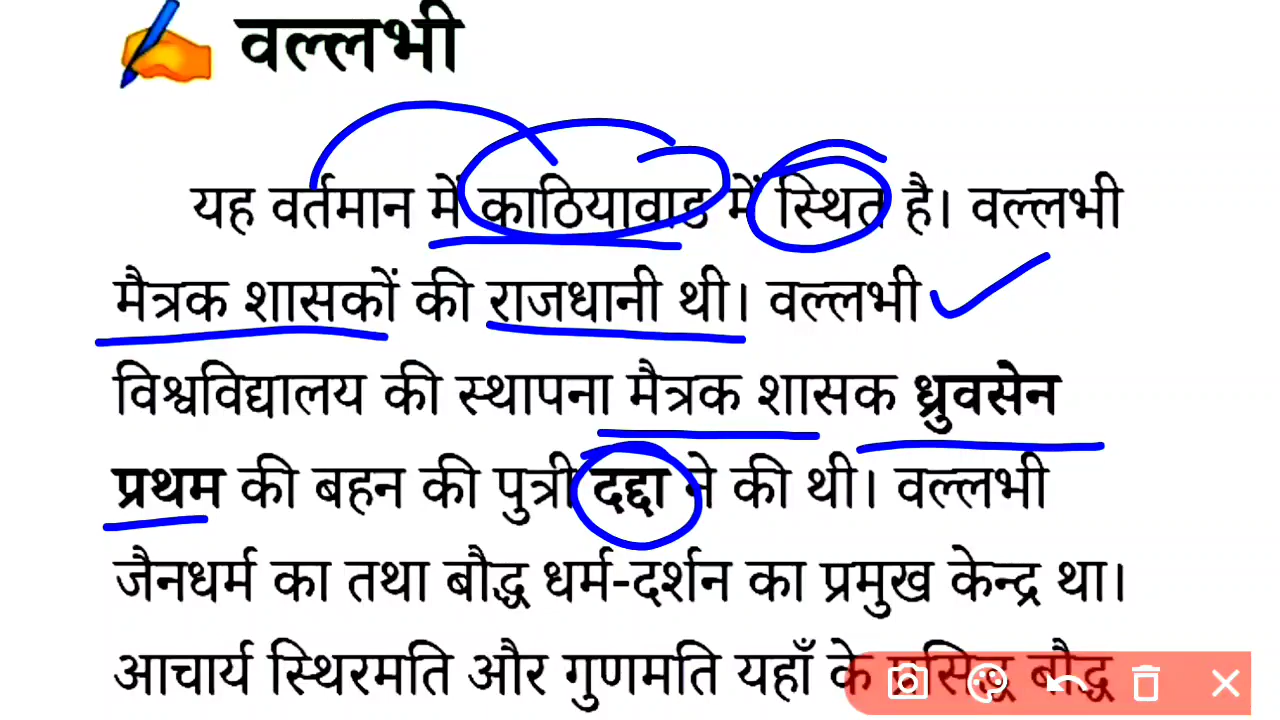 वल्लभी
यह वर्तमान में काठियावाड में स्थित है। वल्लभी
मैत्रक शासकों की राजधानी थी। वल्लभी
विश्वविद्यालय की स्थापना मैत्रक शासक ध्रुवसेन
प्रथम की बहन की पुत्री दद्दा ने की थी। वल्लभी
जैनधर्म का तथा बौद्ध धर्म-दर्शन का प्रमुख केन्द्र था।
आचार्य स्थिरमति और गुणमति यहाँ के प्रसिद्ध बौद्ध